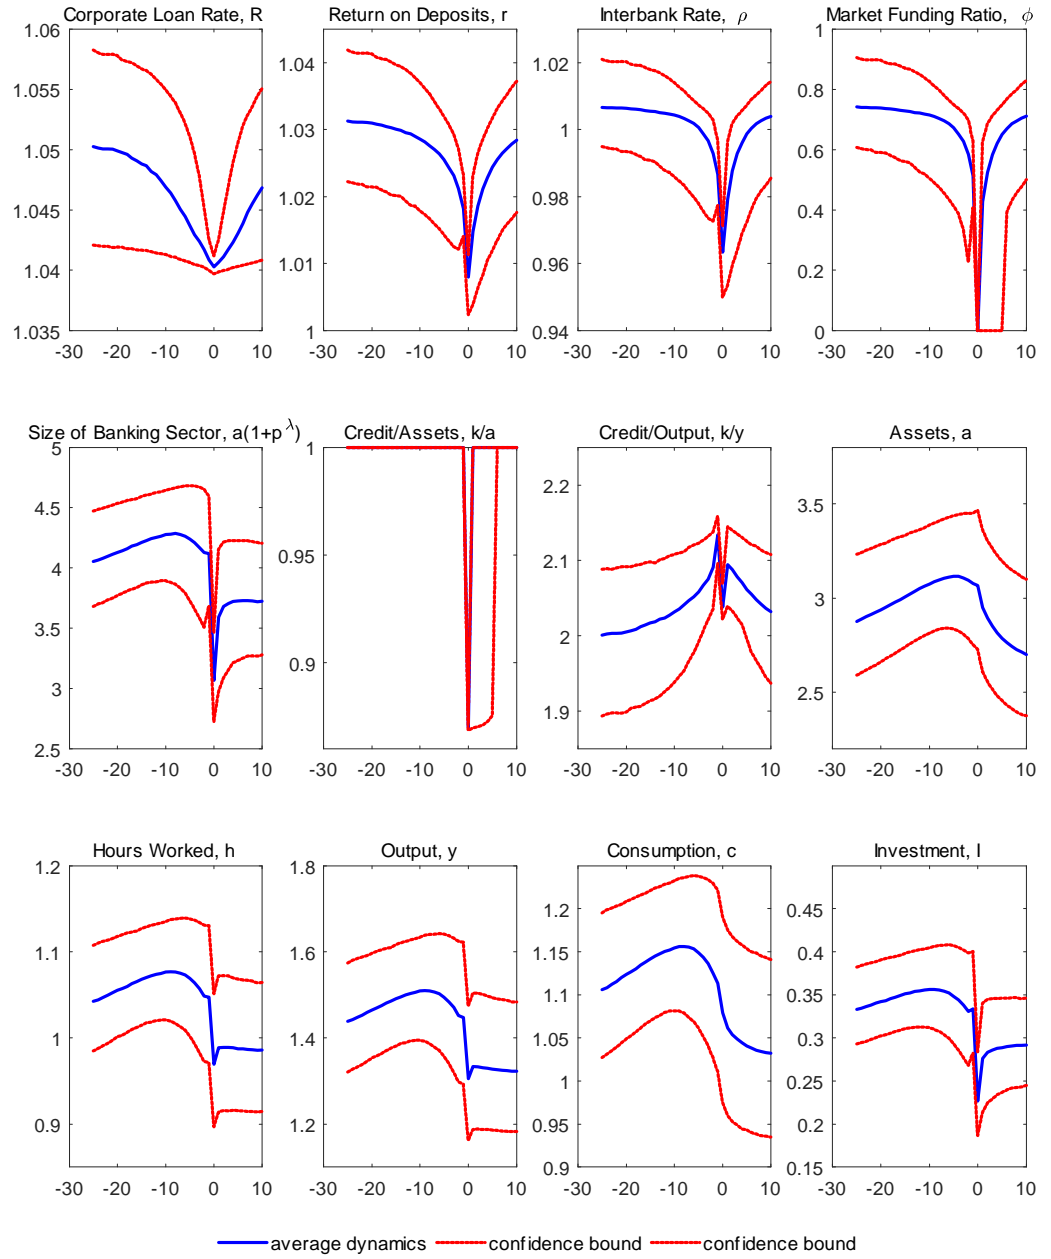 Corporate Loan Rate, R
Return on Deposits, r
Interbank Rate, ρ
Market Funding Ratio, ϕ
1.06
1.055
1.05
1.045
1.04
1.035
-30 -20 -10 0 10
1.04
1.03
1.02
1.01
1
-30 -20 -10 0 10
1.02
1
0.98
0.96
0.94
-30 -20 -10 0 10
1
0.8
0.6
0.4
0.2
0
-30 -20 -10 0 10
Size of Banking Sector, a(1+p^λ)
Credit/Assets, k/a
Credit/Output, k/y
Assets, a
5
4.5
4
3.5
3
2.5
-30 -20 -10 0 10
1
0.95
0.9
-30 -20 -10 0 10
2.2
2.1
2
1.9
-30 -20 -10 0 10
3.5
3
2.5
-30 -20 -10 0 10
Hours Worked, h
Output, y
Consumption, c
Investment, I
1.2
1.1
1
0.9
-30 -20 -10 0 10
1.8
1.6
1.4
1.2
-30 -20 -10 0 10
1.2
1.15
1.1
1.05
1
0.95
0.9
-30 -20 -10 0 10
0.45
0.4
0.35
0.3
0.25
0.2
0.15
-30 -20 -10 0 10
average dynamics confidence bound confidence bound